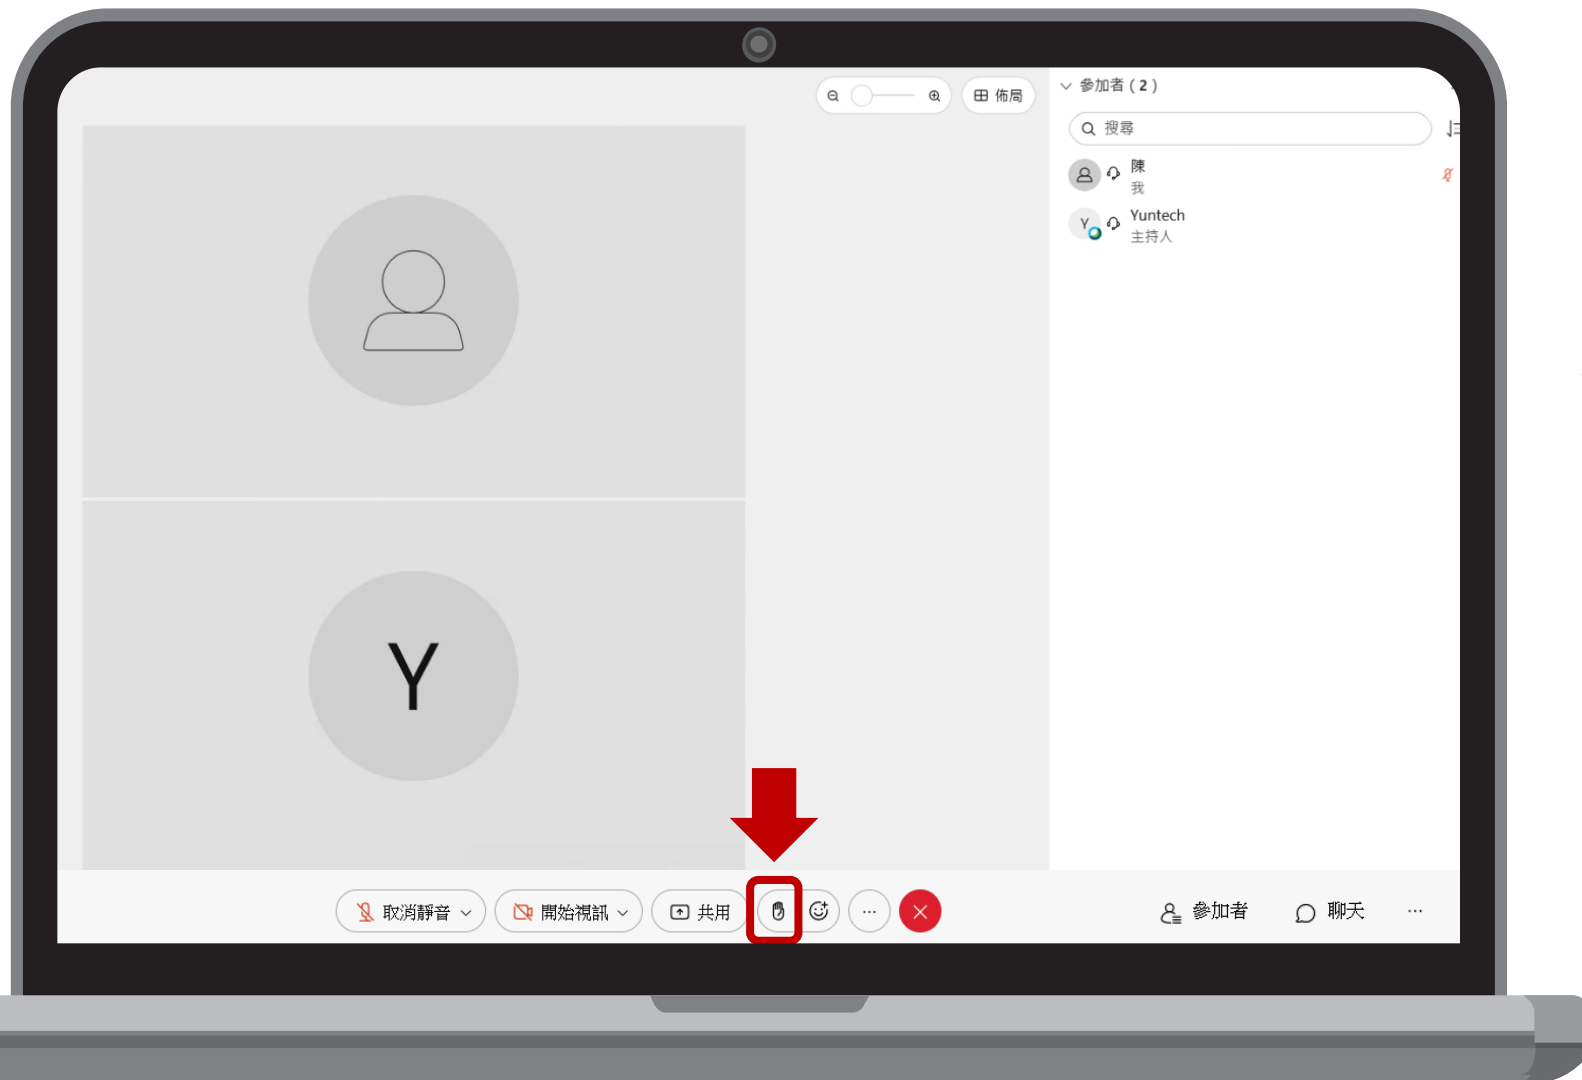 佈局
參加者 ( 2 )
搜尋
陳
我
Y
Yuntech
主持人
Y
取消靜音
開始視訊
共用
參加者
聊天